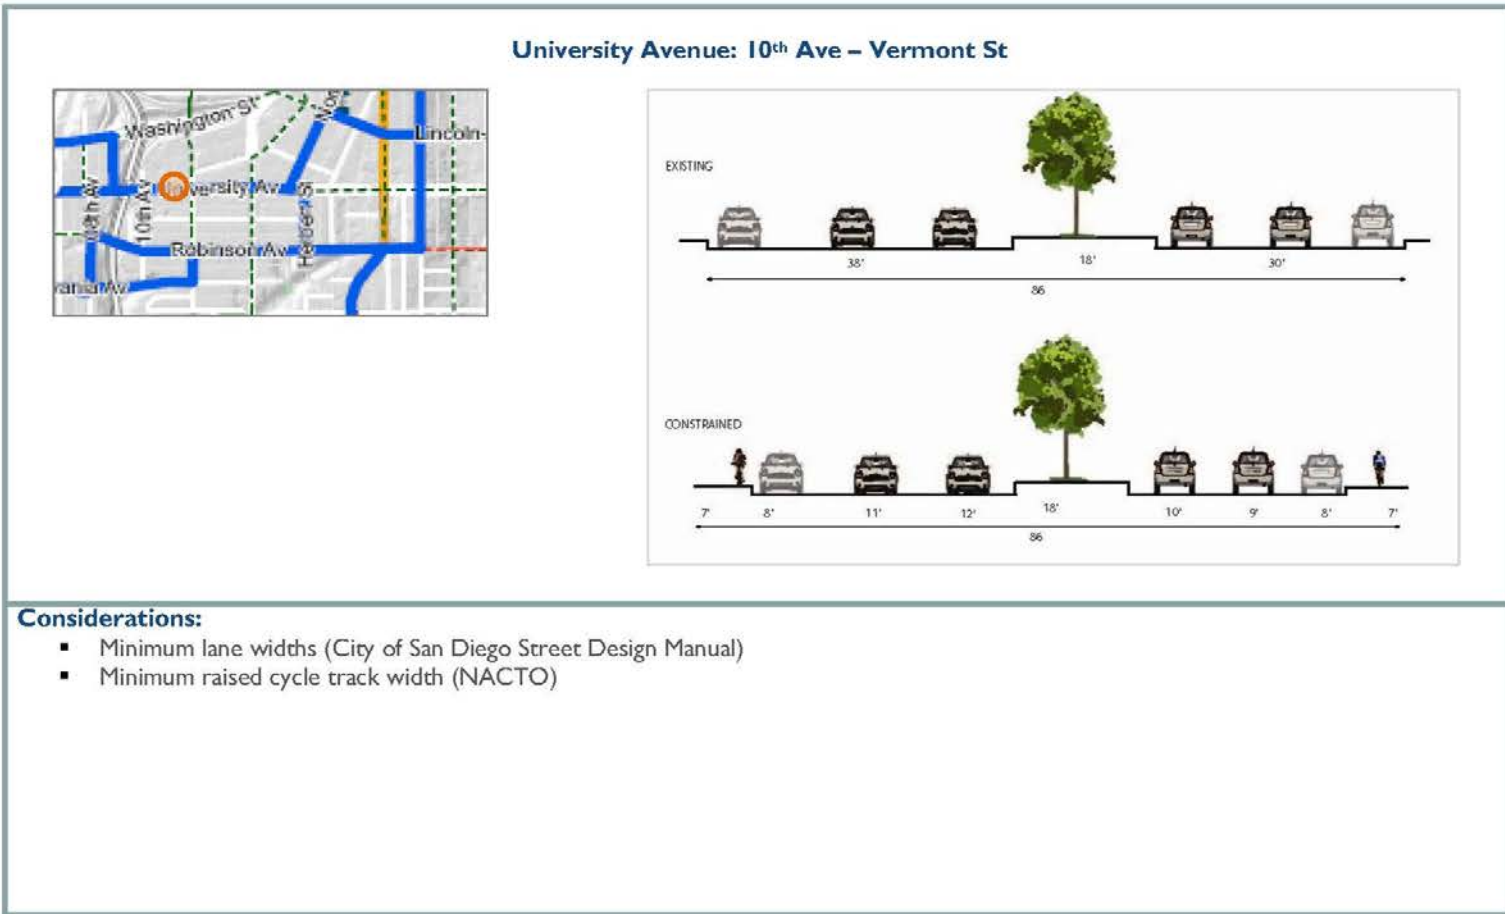 University Avenue: 10th Ave – Vermont St
Washington St
Lincoln-
University Av
10th Av
Robinson Av
EXISTING
38'
18'
30'
86
CONSTRAINED
7' 8' 11' 12' 18' 10' 9' 8' 7'
86
Considerations:
▪ Minimum lane widths (City of San Diego Street Design Manual)
▪ Minimum raised cycle track width (NACTO)